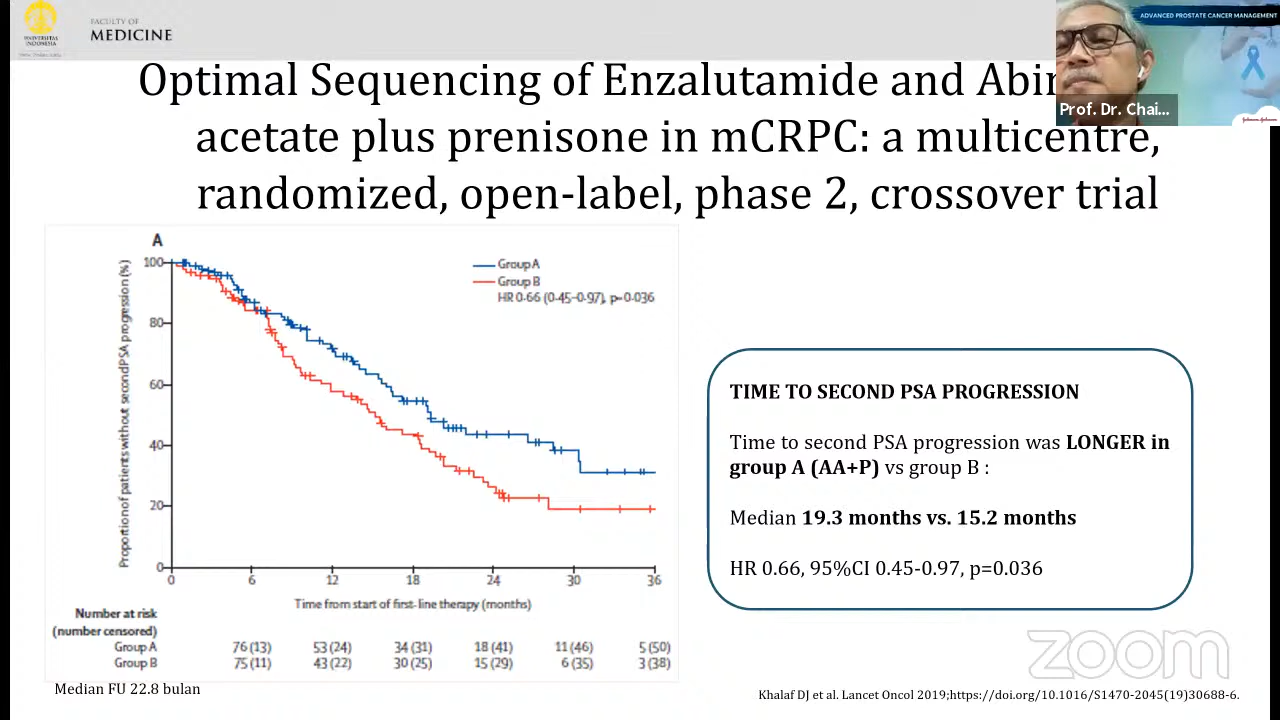 UNIVERSITAS
INDONESIA
FACULTY OF
MEDICINE
ADVANCED PROSTATE CANCER MANAGEMENT
Prof. Dr. Chai...
Optimal Sequencing of Enzalutamide and
acetate plus prenisone in mCRPC: a multicentre,
randomized, open-label, phase 2, crossover trial
A
Proportion of patients without second PSA progression (%)
100
80
60
40
20
0
Group A
Group B
HR 0·66 (0·45–0·97), p=0·036
0 6 12 18 24 30 36
Time from start of first-line therapy (months)
Number at risk
(number censored)
Group A 76 (13) 53 (24) 34 (31) 18 (41) 11 (46) 5 (50)
Group B 75 (11) 43 (22) 30 (25) 15 (29) 6 (35) 3 (38)
Median FU 22.8 bulan
TIME TO SECOND PSA PROGRESSION
Time to second PSA progression was LONGER in
group A (AA+P) vs group B :
Median 19.3 months vs. 15.2 months
HR 0.66, 95%CI 0.45-0.97, p=0.036
zoom
Khalaf DJ et al. Lancet Oncol 2019;https://doi.org/10.1016/S1470-2045(19)30688-6.